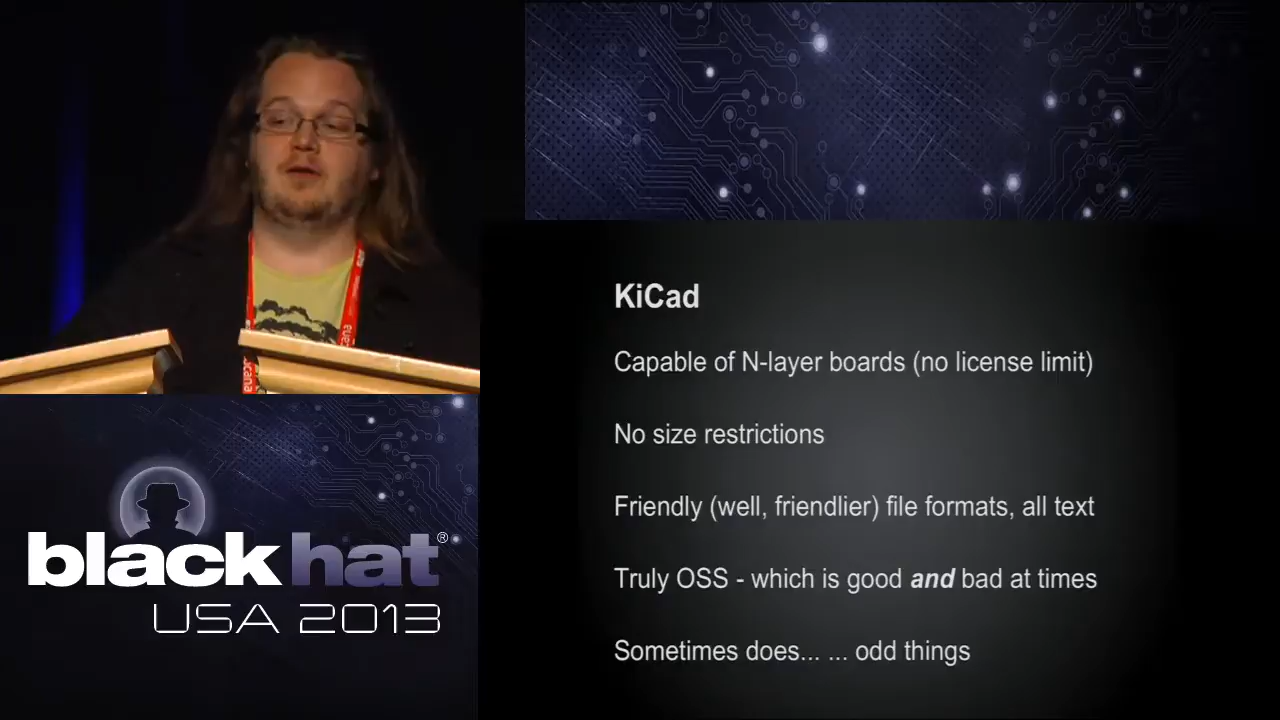 KiCad
Capable of N-layer boards (no license limit)
No size restrictions
Friendly (well, friendlier) file formats, all text
Truly OSS - which is good and bad at times
Sometimes does... ... odd things
black hat®
USA 2013